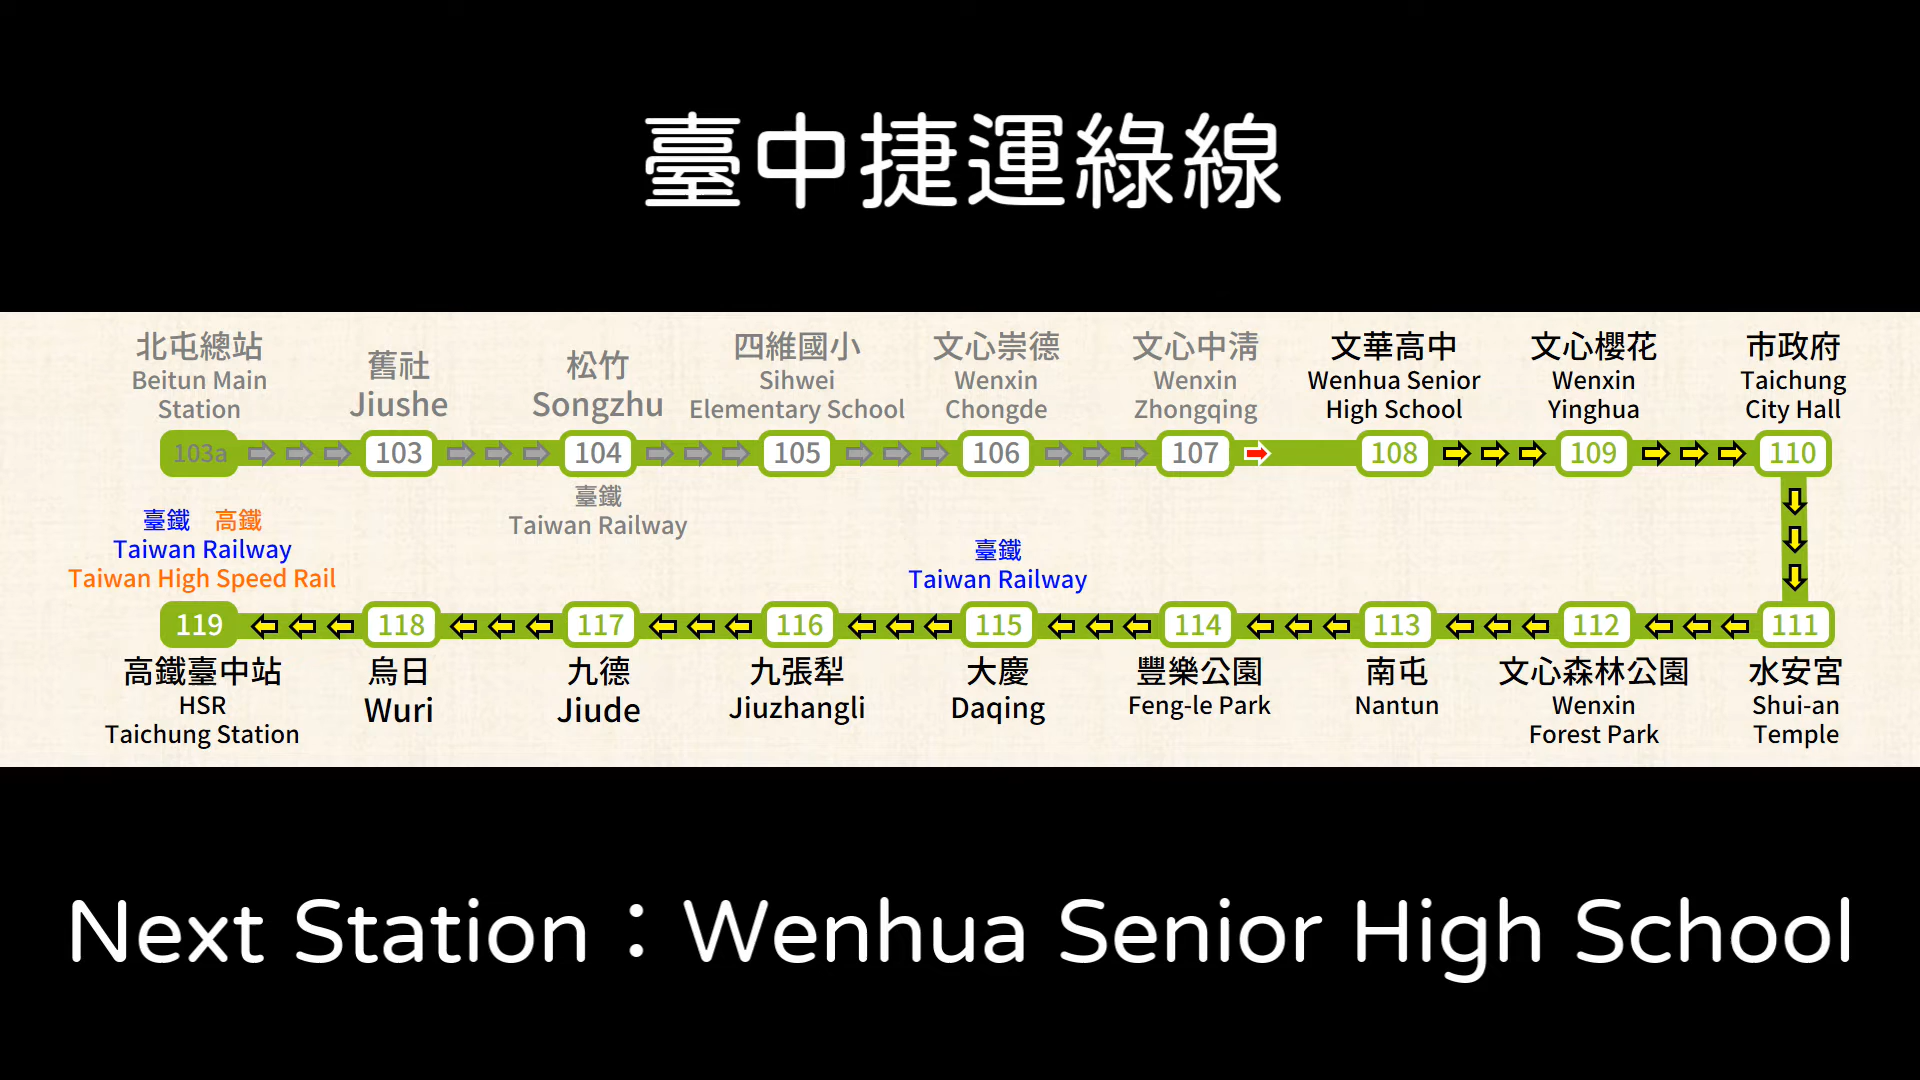 臺中捷運綠線
北屯總站
Beitun Main
Station
舊社
Jiushe
松竹
Songzhu
四維國小
Sihwei
Elementary School
文心崇德
Wenxin
Chongde
文心中清
Wenxin
Zhongqing
文華高中
Wenhua Senior
High School
文心櫻花
Wenxin
Yinghua
市政府
Taichung
City Hall
103a 103 104 105 106 107 108 109 110
臺鐵
Taiwan Railway
臺鐵 高鐵
Taiwan Railway
Taiwan High Speed Rail
臺鐵
Taiwan Railway
119 118 117 116 115 114 113 112 111
高鐵臺中站
HSR
Taichung Station
烏日
Wuri
九德
Jiude
九張犁
Jiuzhangli
大慶
Daqing
豐樂公園
Feng-le Park
南屯
Nantun
文心森林公園
Wenxin
Forest Park
水安宮
Shui-an
Temple
Next Station：Wenhua Senior High School